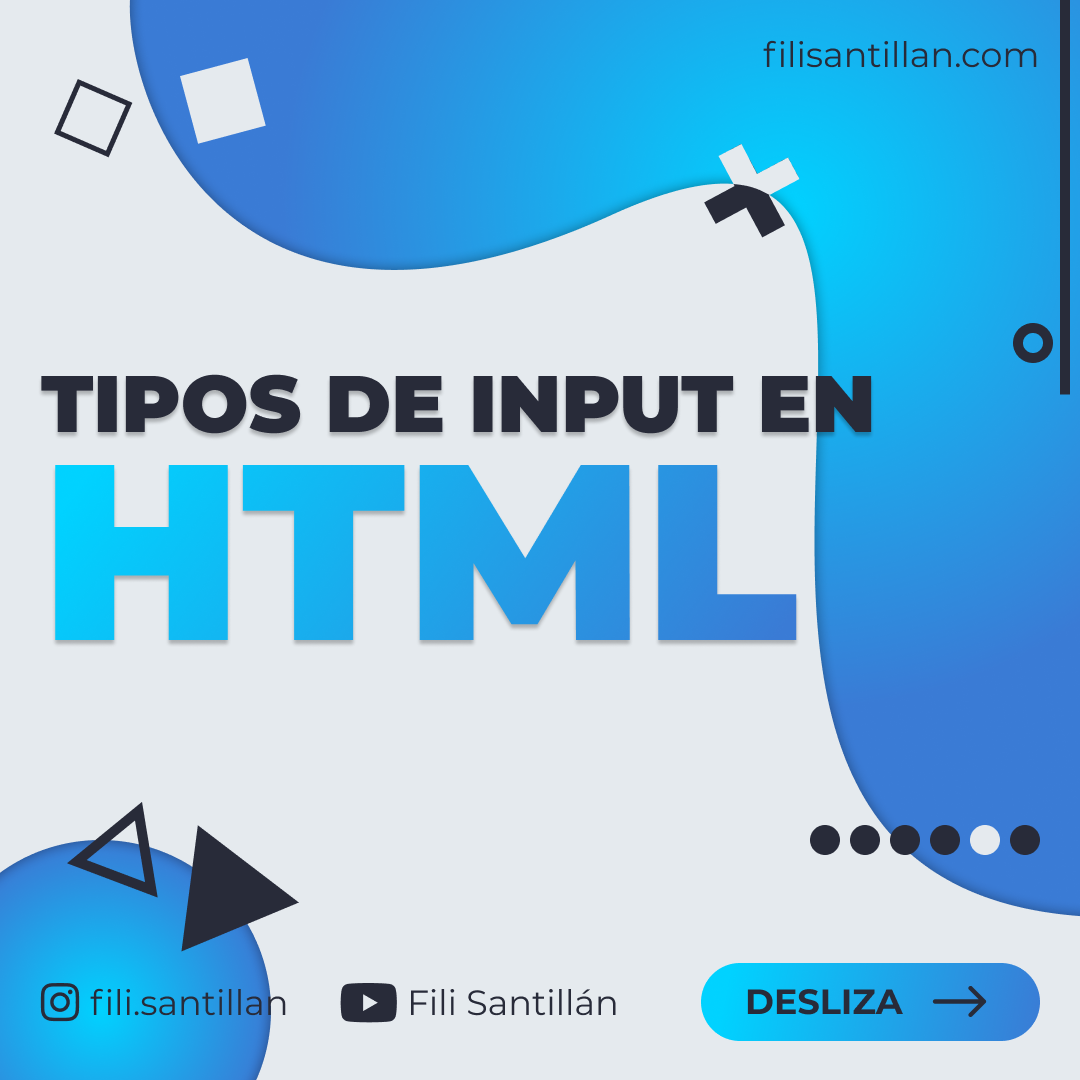 filisantillan.com
TIPOS DE INPUT EN
HTML
fili.santillan
Fili Santillán
DESLIZA